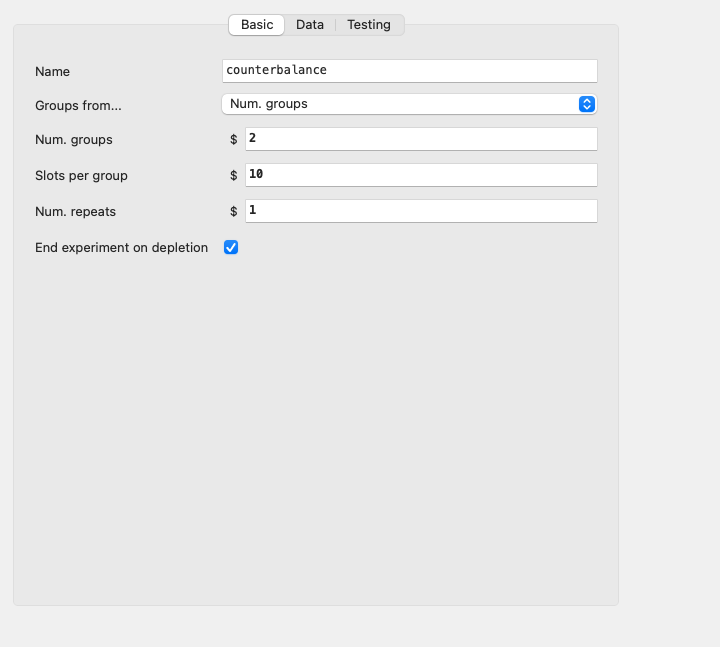 Basic Data Testing
Name counterbalance
Groups from... Num. groups
Num. groups $ 2
Slots per group $ 10
Num. repeats $ 1
End experiment on depletion